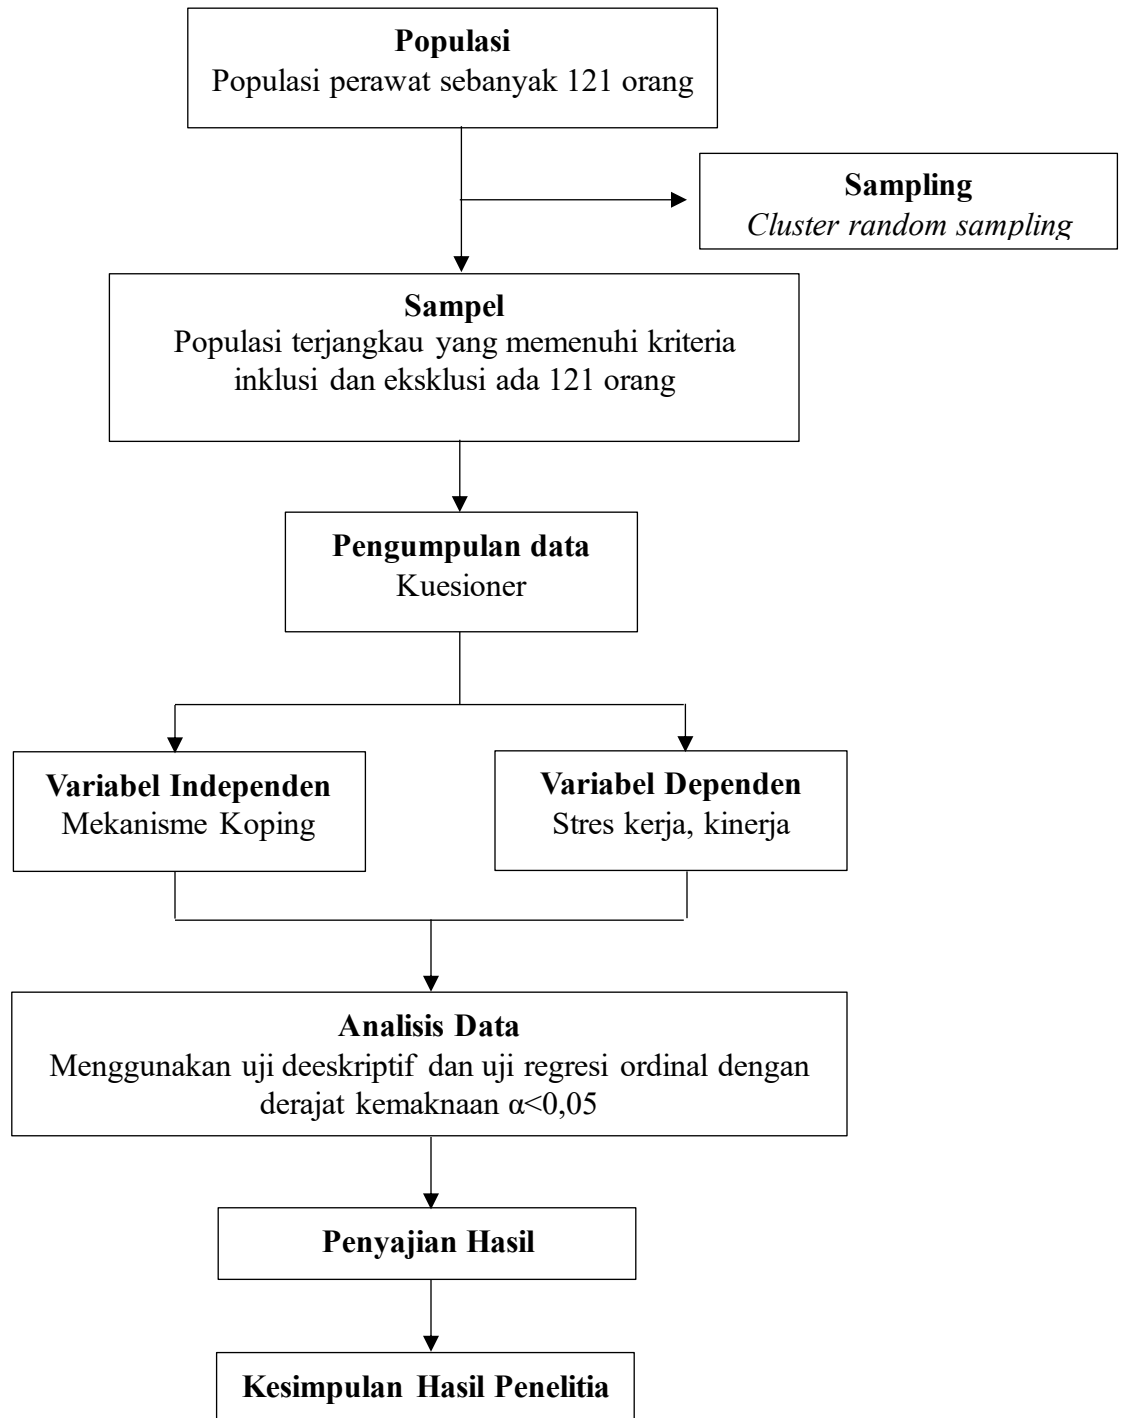 Populasi
Populasi perawat sebanyak 121 orang
Sampling
Cluster random sampling
Sampel
Populasi terjangkau yang memenuhi kriteria
inklusi dan eksklusi ada 121 orang
Pengumpulan data
Kuesioner
Variabel Independen
Mekanisme Koping
Variabel Dependen
Stres kerja, kinerja
Analisis Data
Menggunakan uji deeskriptif dan uji regresi ordinal dengan
derajat kemaknaan α<0,05
Penyajian Hasil
Kesimpulan Hasil Penelitia